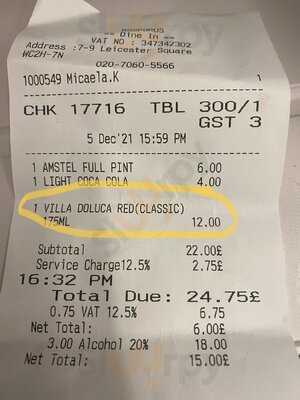 == Dine In ==
VAT NO : 347347302
Address :7-9 Leicester Square
WC2H-7N
020-7060-5566
1000549 Micaela.K 1
CHK 17716 TBL 300/1
GST 3
5 Dec'21 15:59 PM
1 AMSTEL FULL PINT 6.00
1 LIGHT COCA COLA 4.00
1 VILLA DOLUCA RED(CLASSIC)
175ML 12.00
Subtotal 22.00£
Service Charge12.5% 2.75£
16:32 PM
Total Due: 24.75£
0.75 VAT 12.5% 6.75
Net Total: 6.00£
3.00 Alcohol 20% 18.00
Net Total: 15.00£